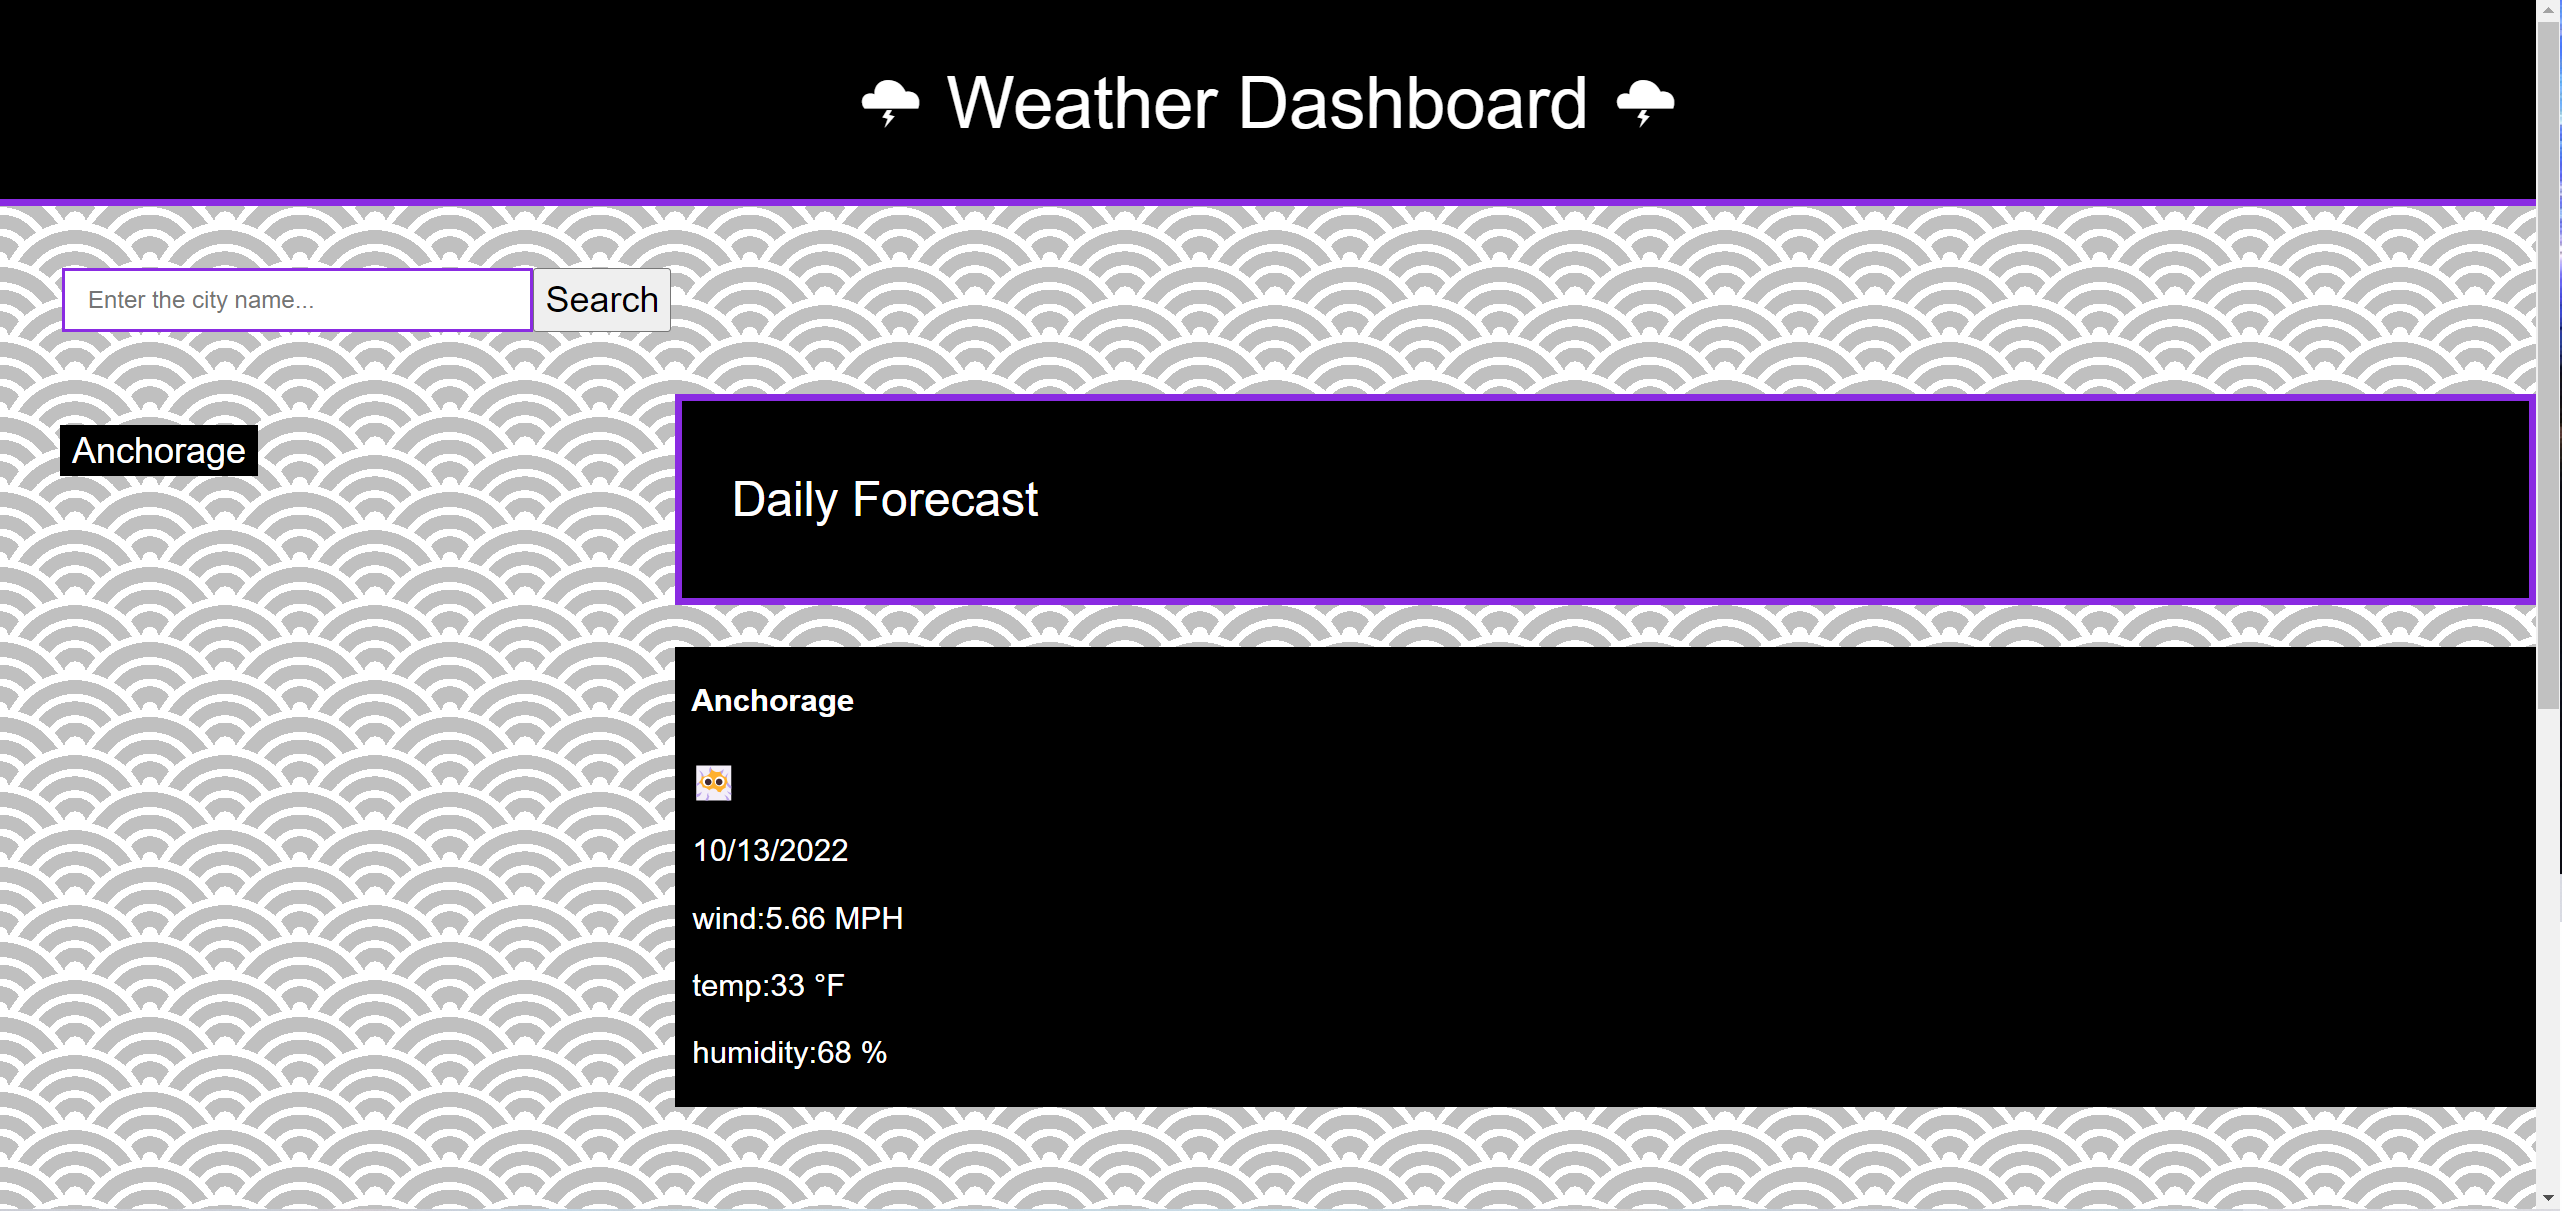 Weather Dashboard
Enter the city name...
Search
Anchorage
Daily Forecast
Anchorage
10/13/2022
wind:5.66 MPH
temp:33 °F
humidity:68 %